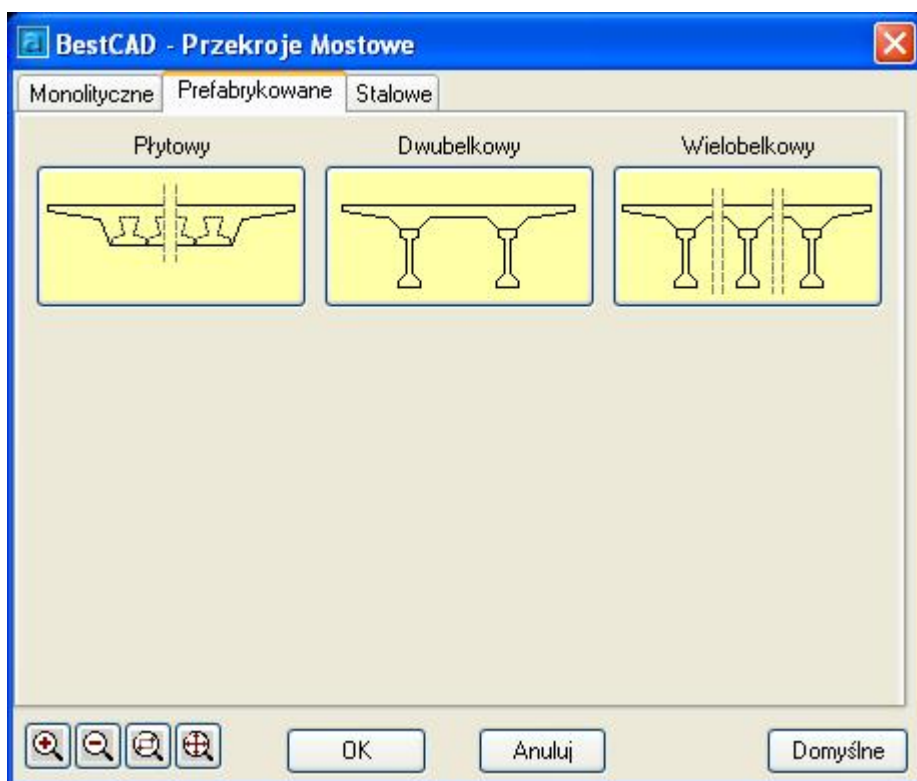 BestCAD - Przekroje Mostowe
Monolityczne Prefabrykowane Stalowe
Płytowy Dwubelkowy Wielobelkowy
OK Anuluj Domyślne